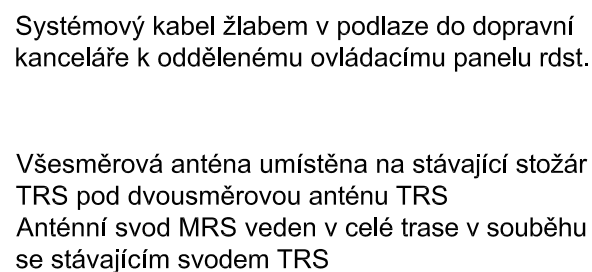 Systémový kabel žlabem v podlaze do dopravní
kanceláře k oddělenému ovládacímu panelu rdst.
Všesměrová anténa umístěna na stávající stožár
TRS pod dvousměrovou anténu TRS
Anténní svod MRS veden v celé trase v souběhu
se stávajícím svodem TRS